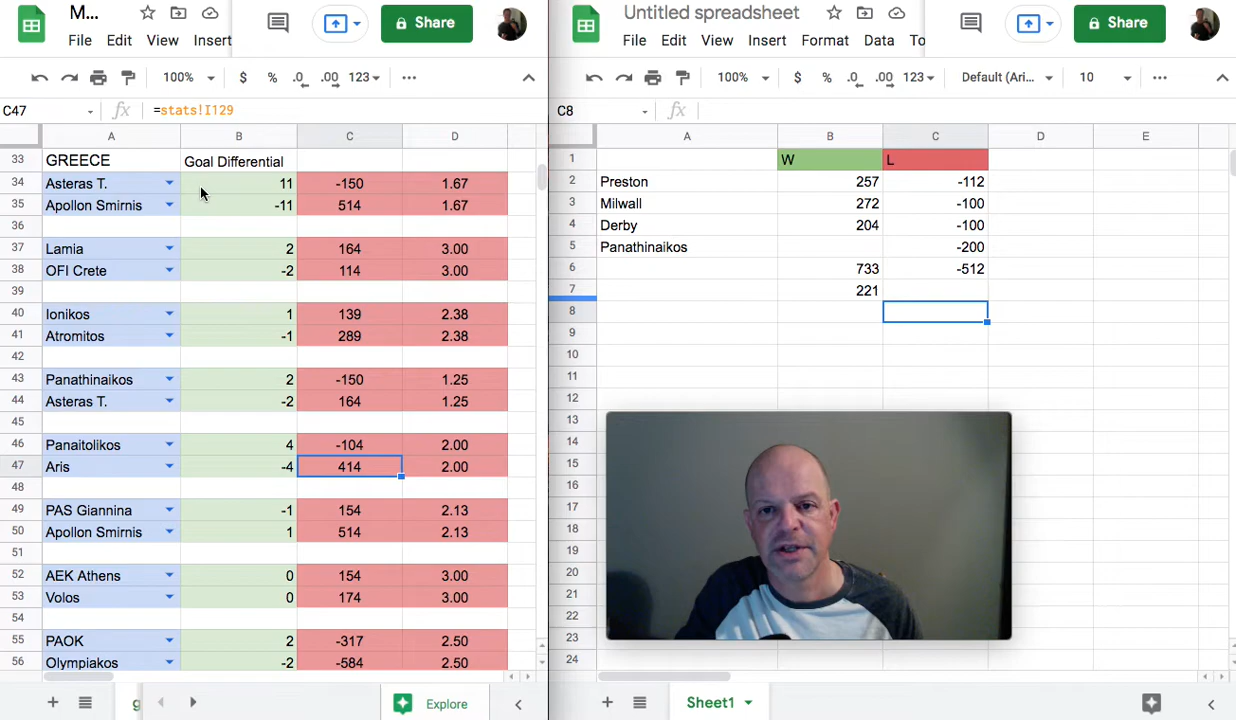 M...
File Edit View Insert
Share
100% $ % .0 .00 123 ...
C47 fx =stats!I129
A B C D
33 GREECE Goal Differential
34 Asteras T. 11 -150 1.67
35 Apollon Smirnis -11 514 1.67
36
37 Lamia 2 164 3.00
38 OFI Crete -2 114 3.00
39
40 Ionikos 1 139 2.38
41 Atromitos -1 289 2.38
42
43 Panathinaikos 2 -150 1.25
44 Asteras T. -2 164 1.25
45
46 Panaitolikos 4 -104 2.00
47 Aris -4 414 2.00
48
49 PAS Giannina -1 154 2.13
50 Apollon Smirnis 1 514 2.13
51
52 AEK Athens 0 154 3.00
53 Volos 0 174 3.00
54
55 PAOK 2 -317 2.50
56 Olympiakos -2 -584 2.50
g
Explore
Untitled spreadsheet
File Edit View Insert Format Data To
Share
100% $ % .0 .00 123 Default (Ari... 10 ...
C8 fx
A B C D E
1 W L
2 Preston 257 -112
3 Milwall 272 -100
4 Derby 204 -100
5 Panathinaikos -200
6 733 -512
7 221
8
9
10
11
12
13
14
15
16
17
18
19
20
21
22
23
24
Sheet1